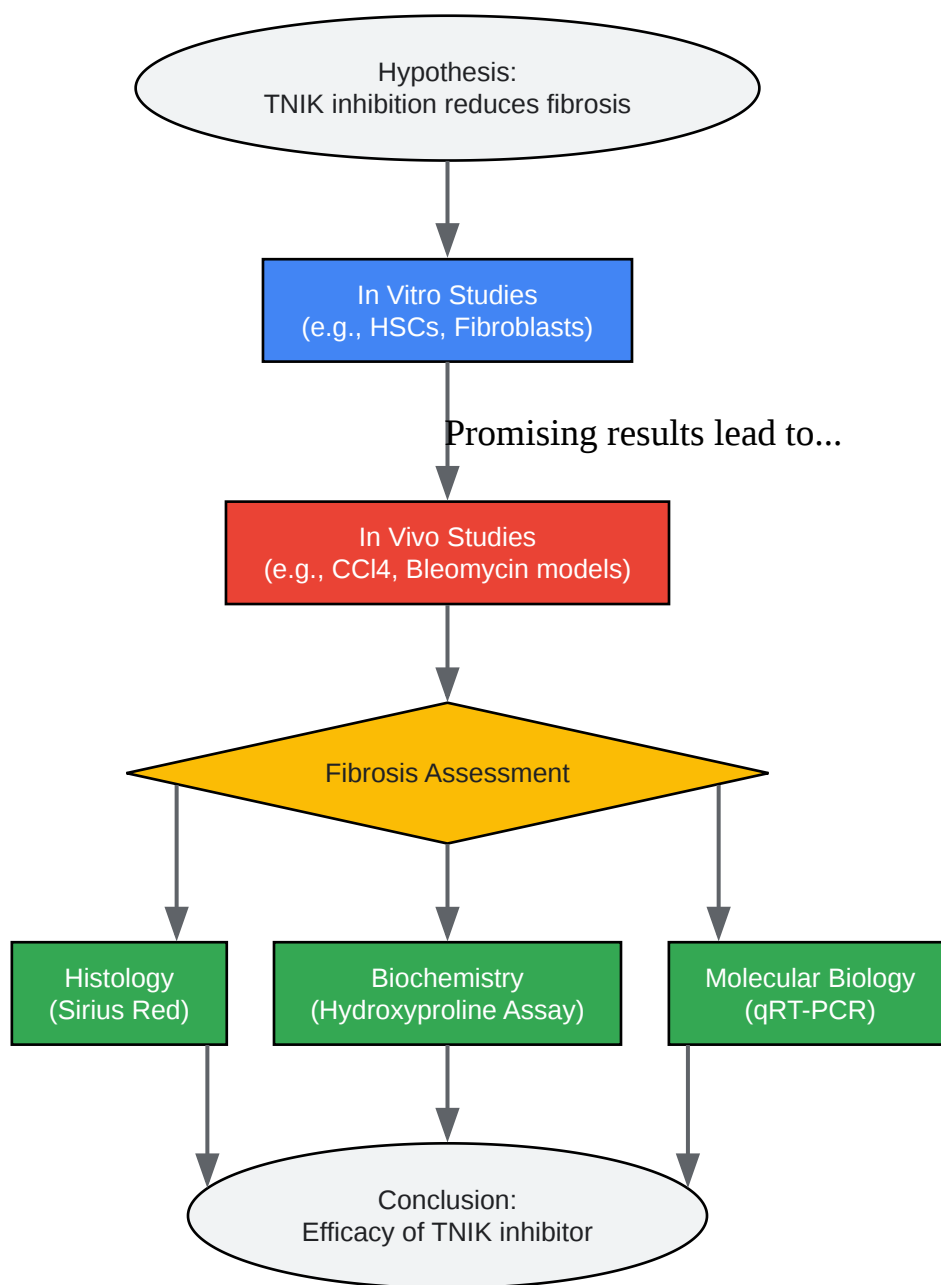 Hypothesis:
TNIK inhibition reduces fibrosis
In Vitro Studies
(e.g., HSCs, Fibroblasts)
Promising results lead to...
In Vivo Studies
(e.g., CCl4, Bleomycin models)
Fibrosis Assessment
Histology
(Sirius Red)
Biochemistry
(Hydroxyproline Assay)
Molecular Biology
(qRT-PCR)
Conclusion:
Efficacy of TNIK inhibitor